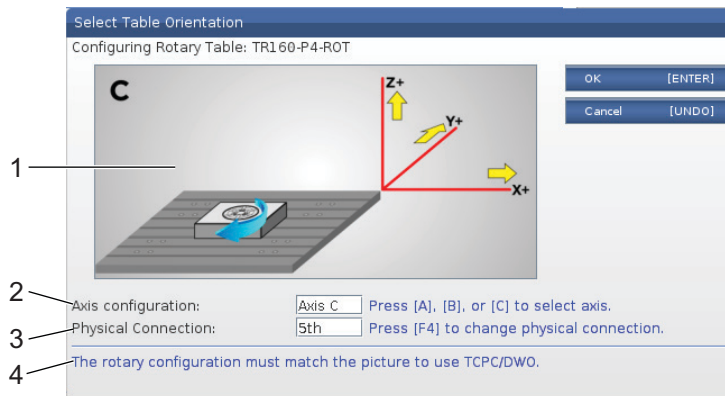 Select Table Orientation
Configuring Rotary Table: TR160-P4-ROT
OK [ENTER]
Cancel [UNDO]
C
Z+
Y+
X+
1
2
Axis configuration: Axis C Press [A], [B], or [C] to select axis.
3
Physical Connection: 5th Press [F4] to change physical connection.
4
The rotary configuration must match the picture to use TCPC/DWO.